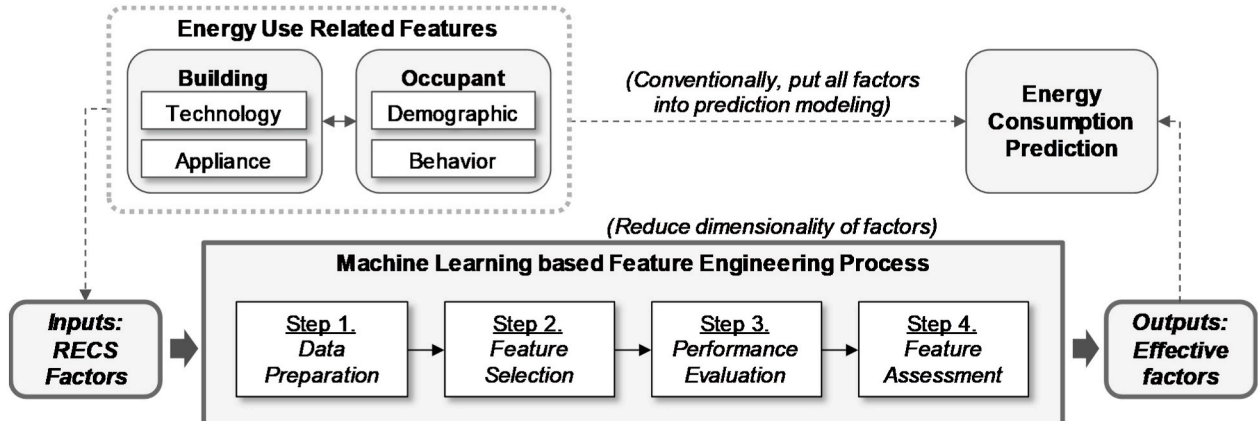 Energy Use Related Features
Building
Technology
Appliance
Occupant
Demographic
Behavior
(Conventionally, put all factors
into prediction modeling)
Energy
Consumption
Prediction
(Reduce dimensionality of factors)
Machine Learning based Feature Engineering Process
Inputs:
RECS
Factors
Step 1.
Data
Preparation
Step 2.
Feature
Selection
Step 3.
Performance
Evaluation
Step 4.
Feature
Assessment
Outputs:
Effective
factors